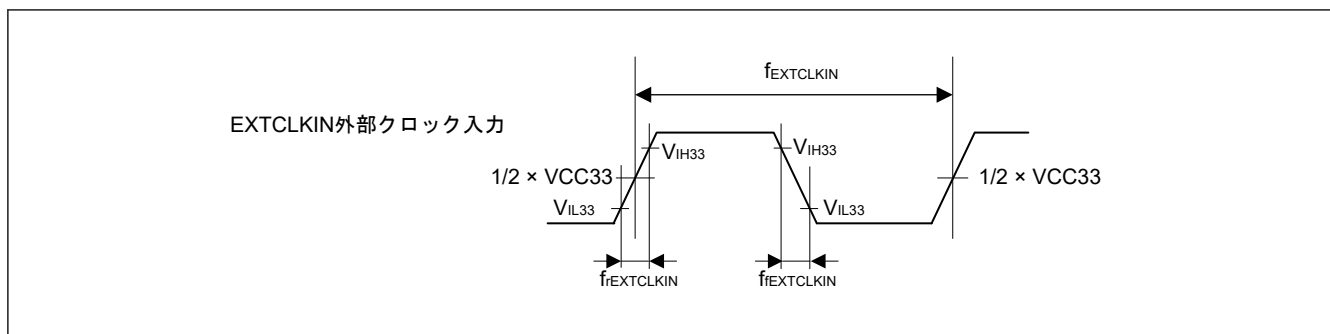 fEXTCLKIN
EXTCLKIN外部クロック入力
VIH33
VIH33
1/2 × VCC33
1/2 × VCC33
VIL33
VIL33
frEXTCLKIN
ffEXTCLKIN